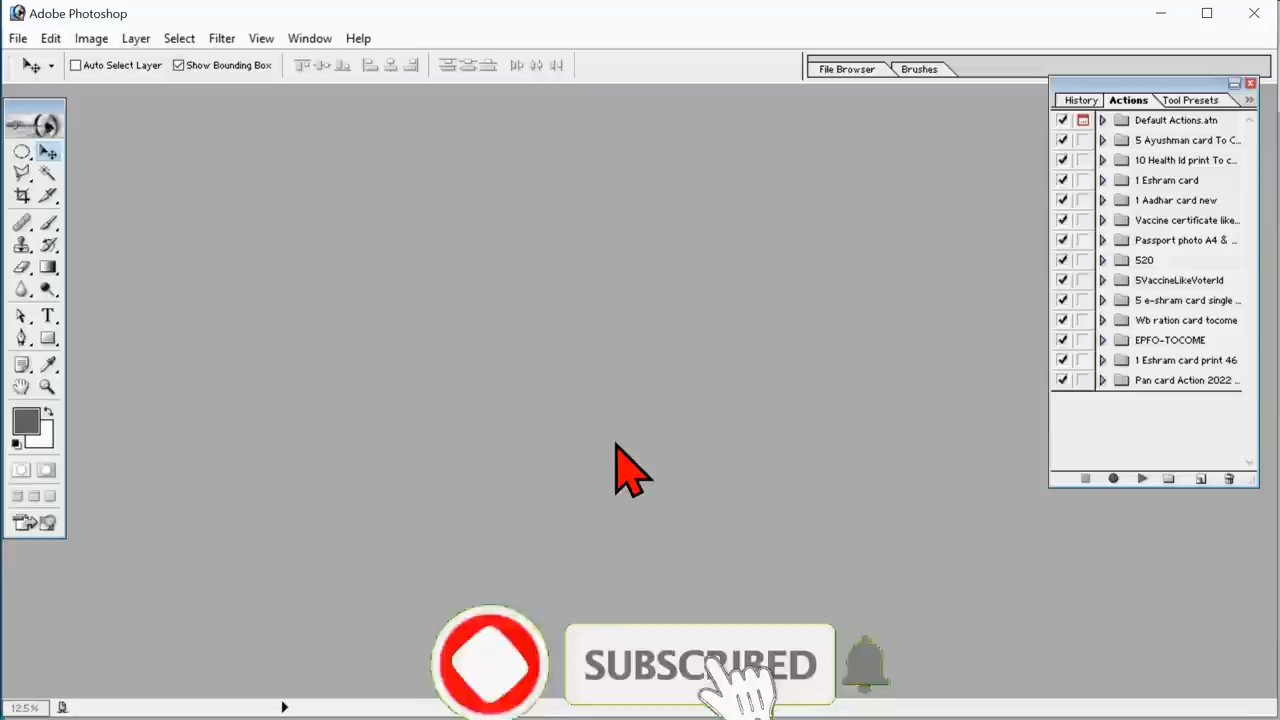 Adobe Photoshop
File Edit Image Layer Select Filter View Window Help
Auto Select Layer Show Bounding Box
File Browser Brushes
History Actions Tool Presets
Default Actions.atn
5 Ayushman card To C...
10 Health Id print To c...
1 Eshram card
1 Aadhar card new
Vaccine certificate like...
Passport photo A4 & ...
520
5VaccineLikeVoterId
5 e-shram card single ...
Wb ration card tocome
EPFO-TOCOME
1 Eshram card print 46
Pan card Action 2022 ...
SUBSCRIBED
12.5%